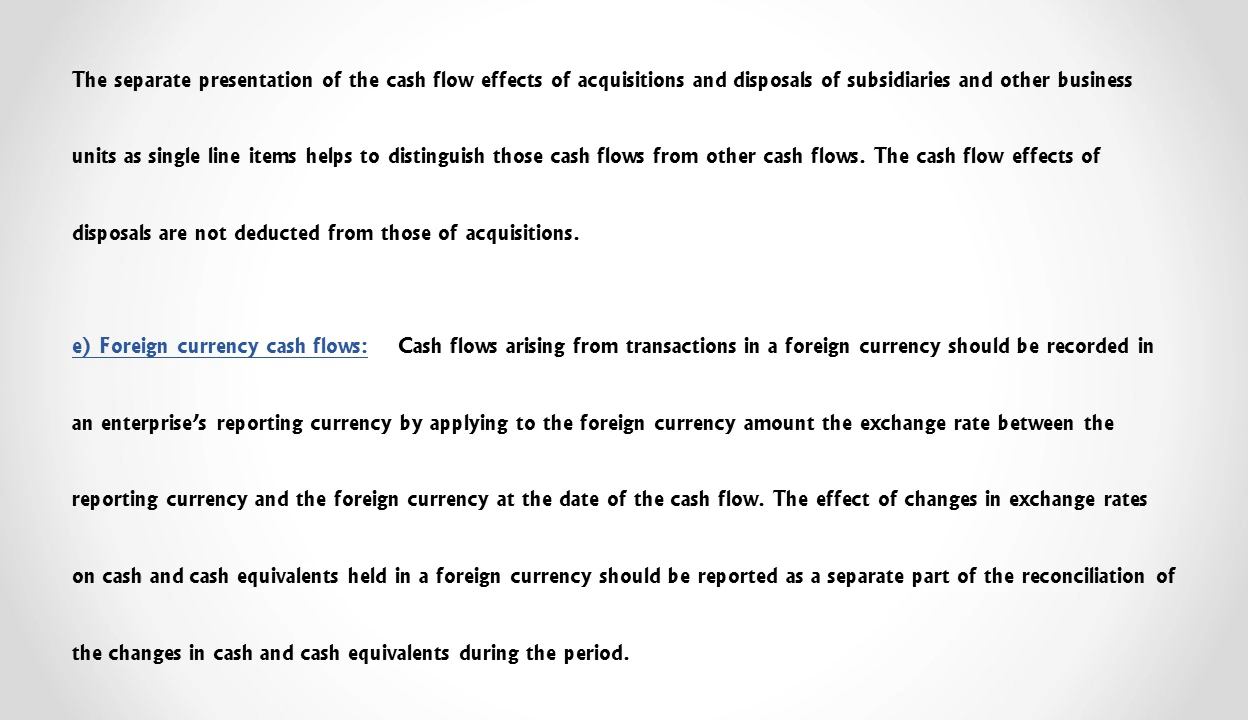 The separate presentation of the cash flow effects of acquisitions and disposals of subsidiaries and other business
units as single line items helps to distinguish those cash flows from other cash flows. The cash flow effects of
disposals are not deducted from those of acquisitions.
e) Foreign currency cash flows: Cash flows arising from transactions in a foreign currency should be recorded in
an enterprise’s reporting currency by applying to the foreign currency amount the exchange rate between the
reporting currency and the foreign currency at the date of the cash flow. The effect of changes in exchange rates
on cash and cash equivalents held in a foreign currency should be reported as a separate part of the reconciliation of
the changes in cash and cash equivalents during the period.